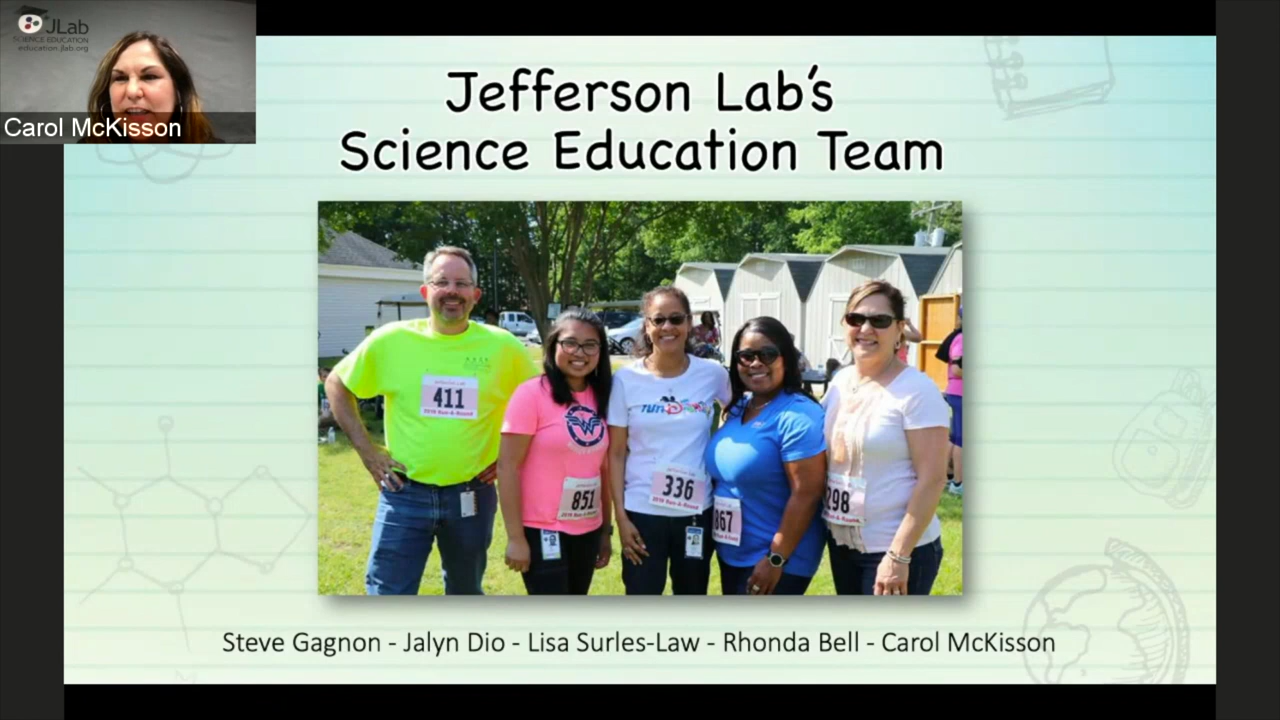 JLab
SCIENCE EDUCATION
education.jlab.org
Carol McKisson
Jefferson Lab's
Science Education Team
411
851
336
867
298
Steve Gagnon - Jalyn Dio - Lisa Surles-Law - Rhonda Bell - Carol McKisson